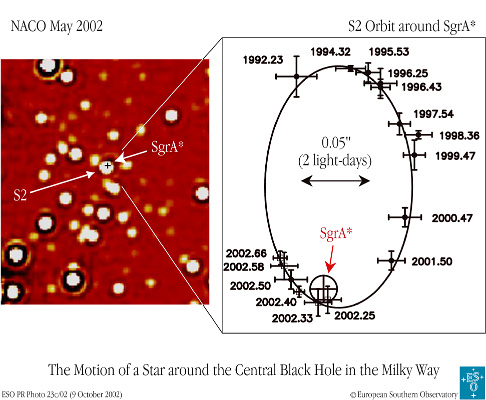 NACO May 2002
S2 Orbit around SgrA*
SgrA*
S2
1992.23
1994.32
1995.53
1996.25
1996.43
1997.54
1998.36
1999.47
0.05"
(2 light-days)
2000.47
SgrA*
2001.50
2002.66
2002.58
2002.50
2002.40
2002.33
2002.25
The Motion of a Star around the Central Black Hole in the Milky Way
ESO PR Photo 23c/02 (9 October 2002)
© European Southern Observatory
ESO